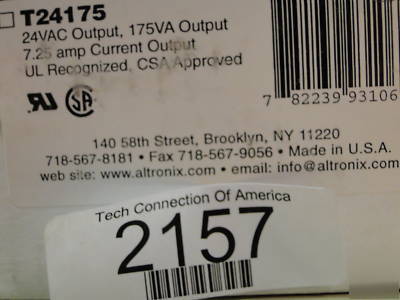 T24175
24VAC Output, 175VA Output
7.25 amp Current Output
UL Recognized, CSA Approved
7 82239 93106
140 58th Street, Brooklyn, NY 11220
718-567-8181 • Fax 718-567-9056 • Made in U.S.A.
web site: www.altronix.com • email: info@altronix.com
Tech Connection Of America
2157